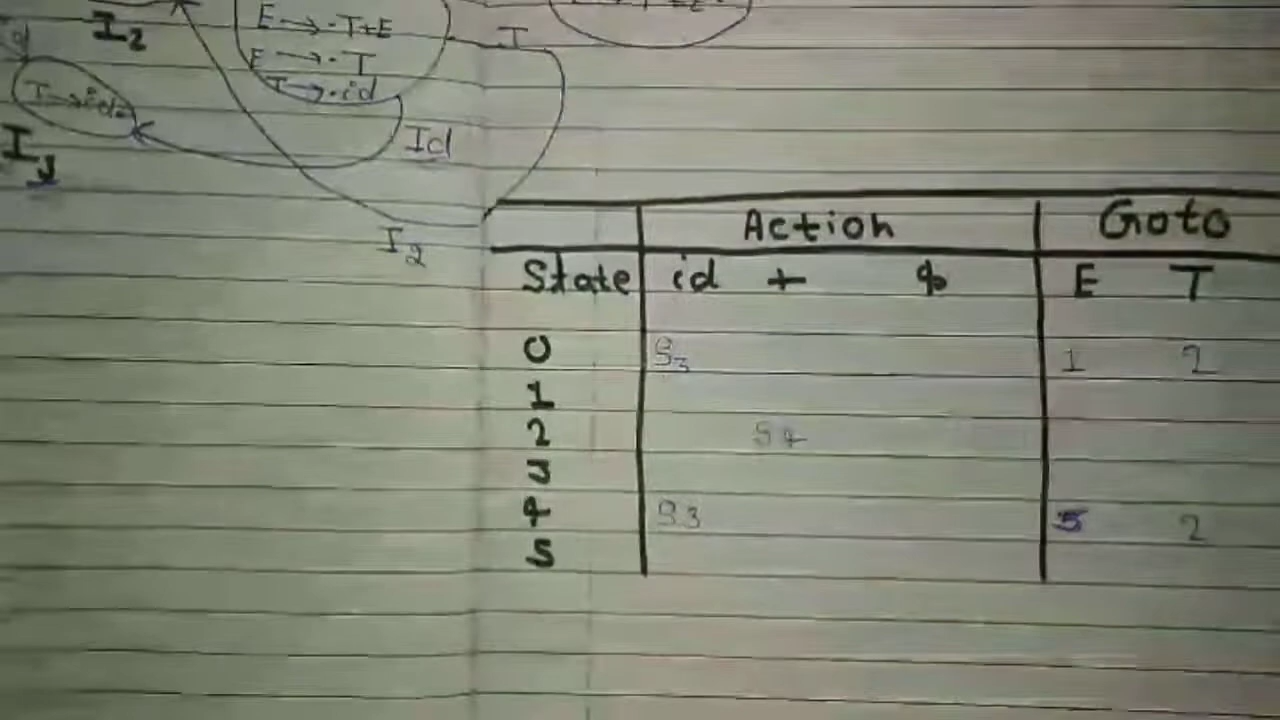 E → ·T+E
I2
E → ·T
T
T → ·id
T → id·
Id
I3
I2
Action Goto
State id + $ E T
0 S3 1 2
1
2 S4
3
4 S3 5 2
5